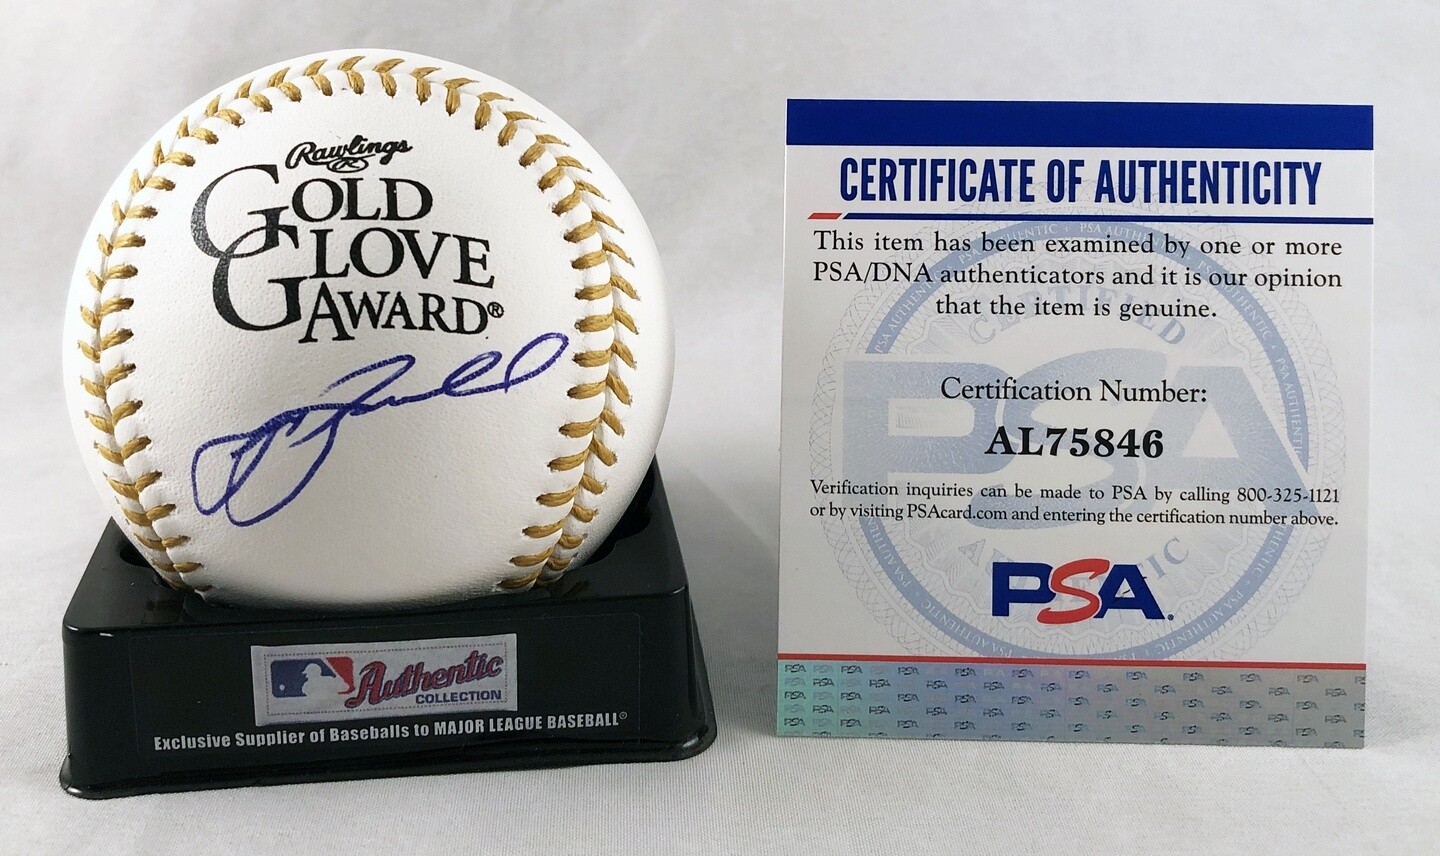 Rawlings
GOLD
GLOVE
AWARD®
Authentic
COLLECTION
Exclusive Supplier of Baseballs to MAJOR LEAGUE BASEBALL®
CERTIFICATE OF AUTHENTICITY
This item has been examined by one or more
PSA/DNA authenticators and it is our opinion
that the item is genuine.
CERTIFIED
PSA
Certification Number:
AL75846
Verification inquiries can be made to PSA by calling 800-325-1121
or by visiting PSAcard.com and entering the certification number above.
PSA